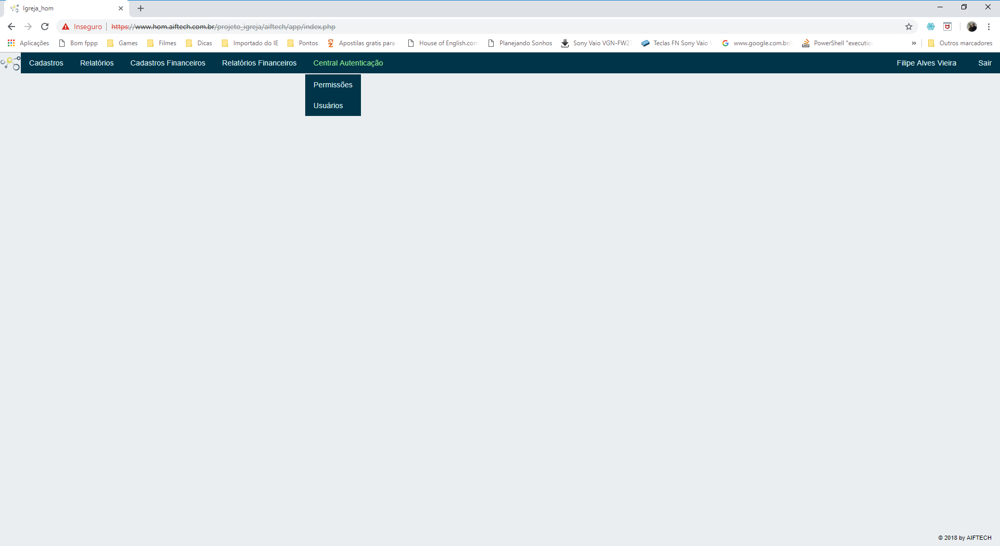 Igreja_hom
Inseguro https://www.hom.aiftech.com.br/projeto_igreja/aiftech/app/index.php
Aplicações Bom fppp Games Filmes Dicas Importado do IE Pontos Apostilas gratis para House of English.com Planejando Sonhos Sony Vaio VGN-FW27 Teclas FN Sony Vaio www.google.com.br/ PowerShell "executio » Outros marcadores
Cadastros Relatórios Cadastros Financeiros Relatórios Financeiros Central Autenticação Filipe Alves Vieira Sair
Permissões
Usuários
© 2018 by AIFTECH